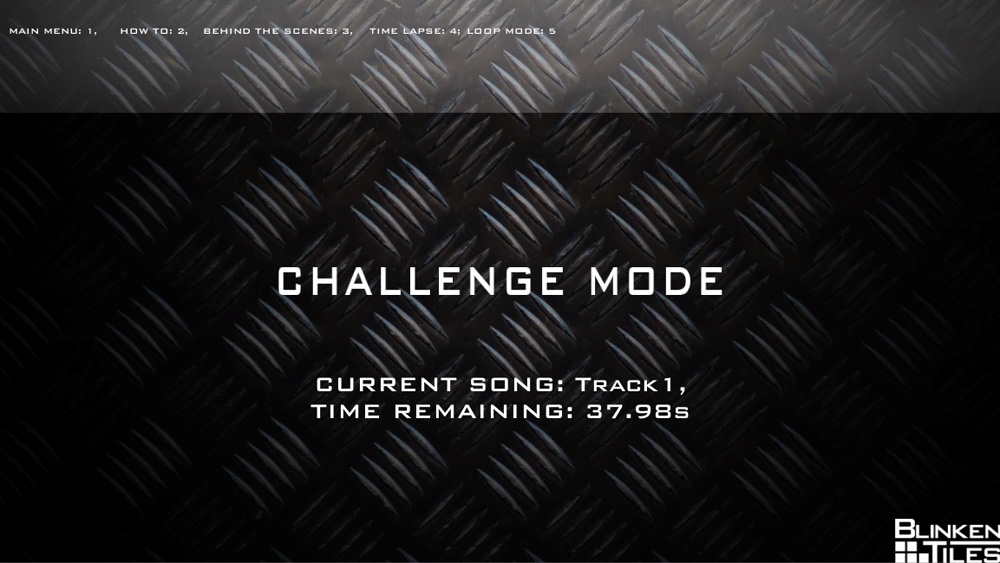 MAIN MENU: 1, HOW TO: 2, BEHIND THE SCENES: 3, TIME LAPSE: 4; LOOP MODE: 5
CHALLENGE MODE
CURRENT SONG: Track1,
TIME REMAINING: 37.98s
BLINKEN
TILES